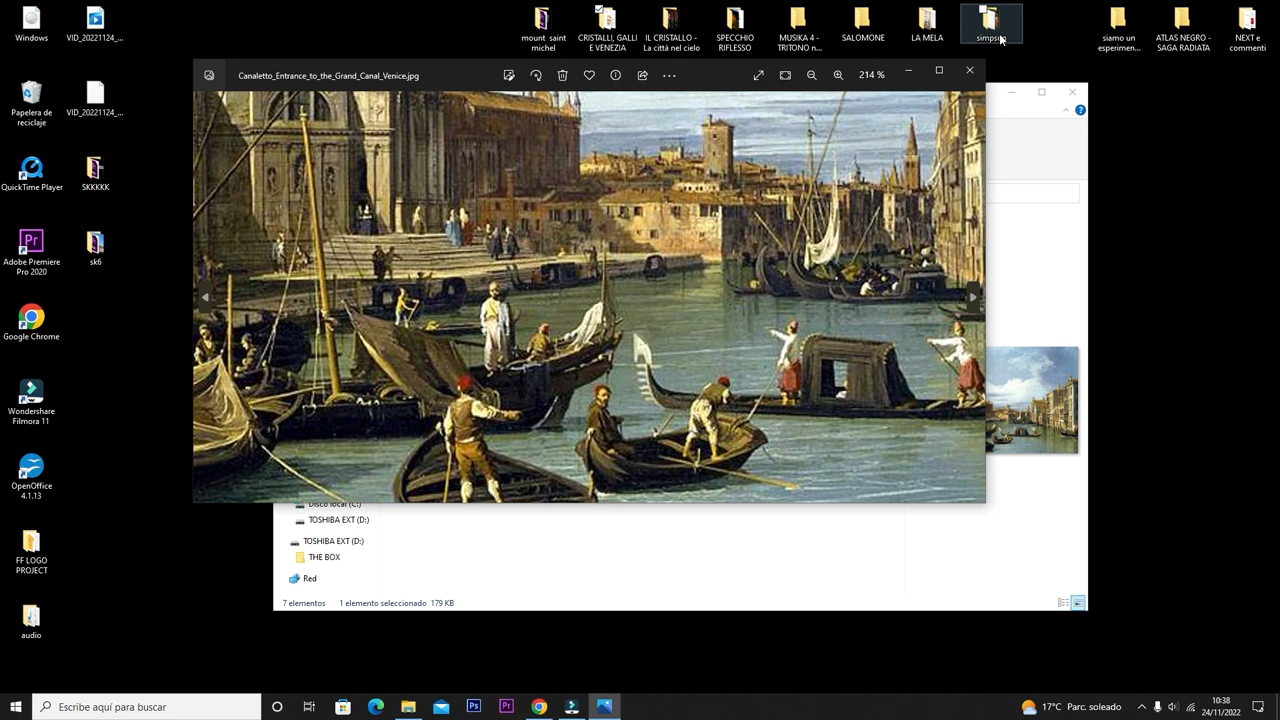 Windows
VID_20221124_...
mount saint
michel
CRISTALLI, GALLI
E VENEZIA
IL CRISTALLO -
La città nel cielo
SPECCHIO
RIFLESSO
MUSIKA 4 -
TRITONO n...
SALOMONE
LA MELA
simpson
siamo un
esperimen...
ATLAS NEGRO -
SAGA RADIATA
NEXT e
commenti
Canaletto_Entrance_to_the_Grand_Canal_Venice.jpg
214 %
Papelera de
reciclaje
VID_20221124_...
QuickTime Player
SKKKKK
Adobe Premiere
Pro 2020
sk6
Google Chrome
Wondershare
Filmora 11
OpenOffice
4.1.13
FF LOGO
PROJECT
audio
Disco local (C:)
TOSHIBA EXT (D:)
TOSHIBA EXT (D:)
THE BOX
Red
7 elementos
1 elemento seleccionado 179 KB
Escribe aquí para buscar
17°C Parc. soleado
10:38
24/11/2022